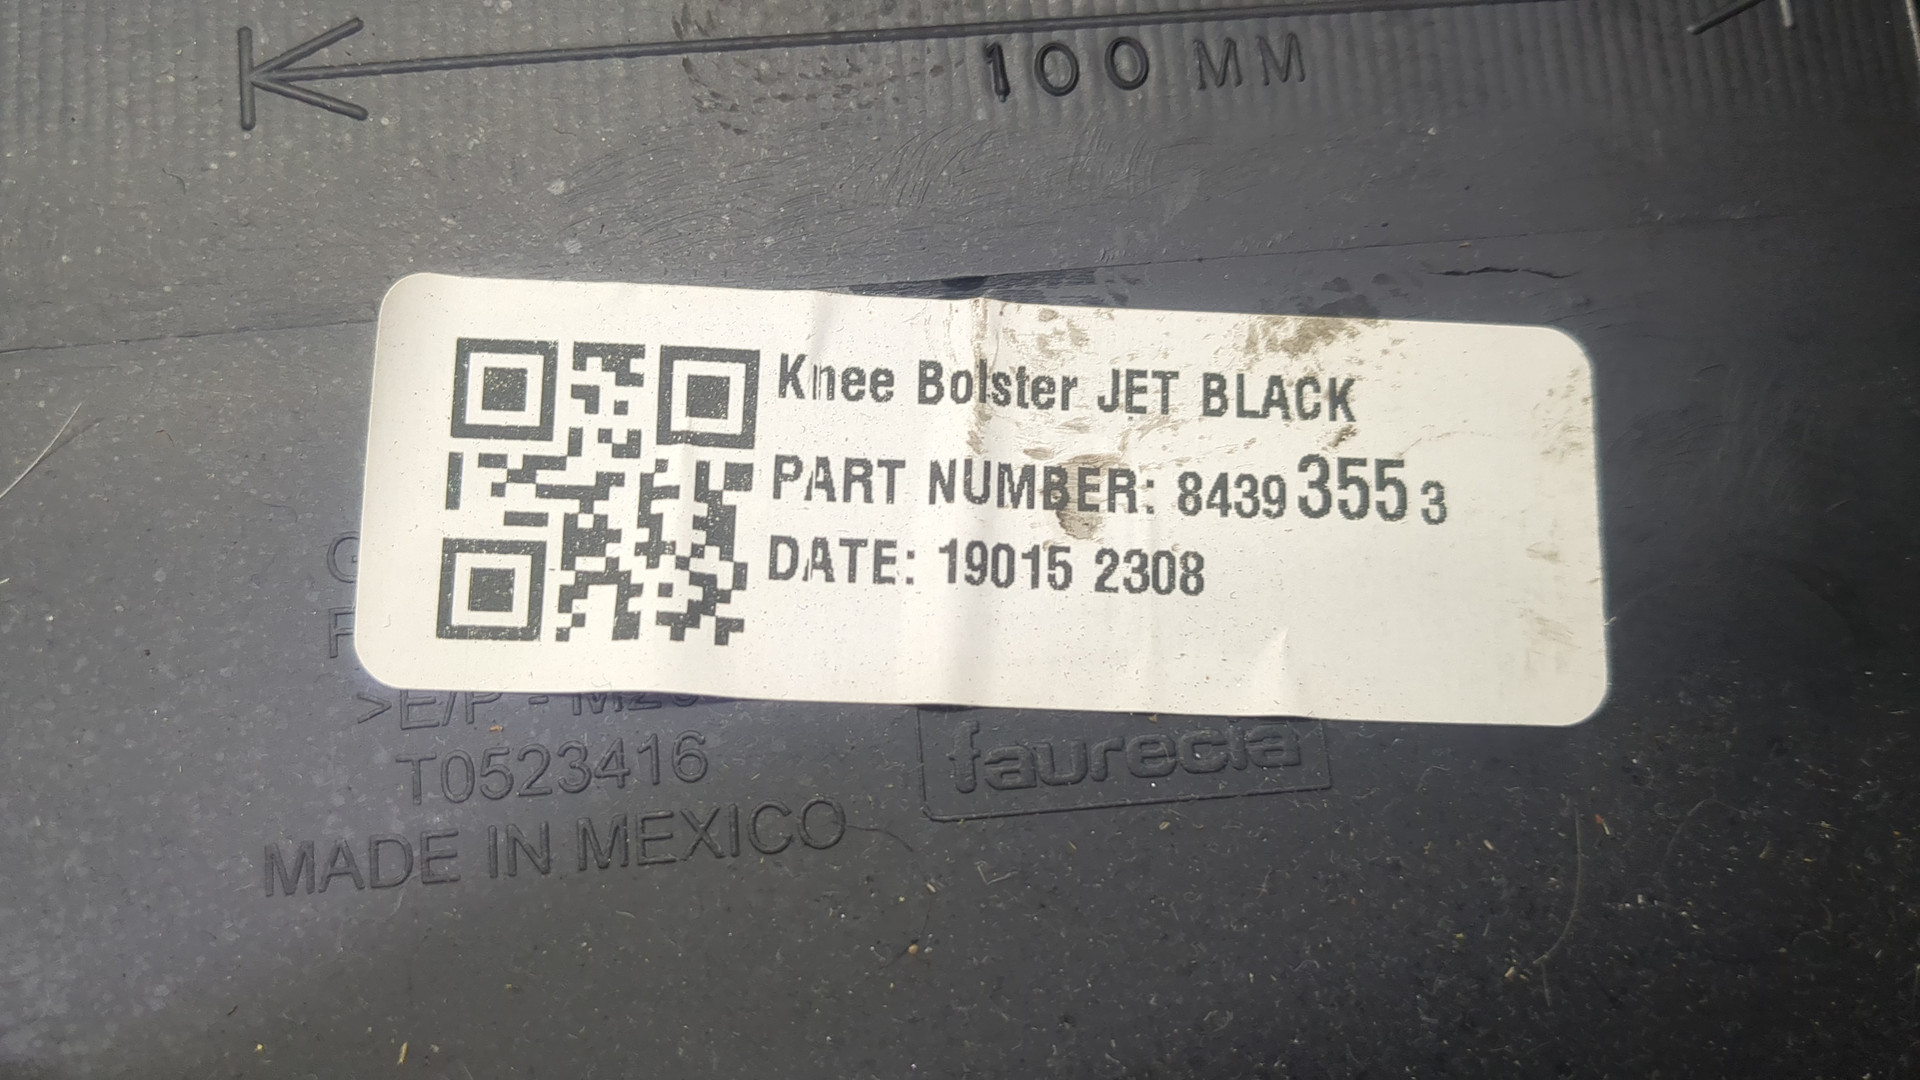 100 MM
Knee Bolster JET BLACK
PART NUMBER: 84393553
DATE: 19015 2308
>E/P - M
T0523416
faurecia
MADE IN MEXICO